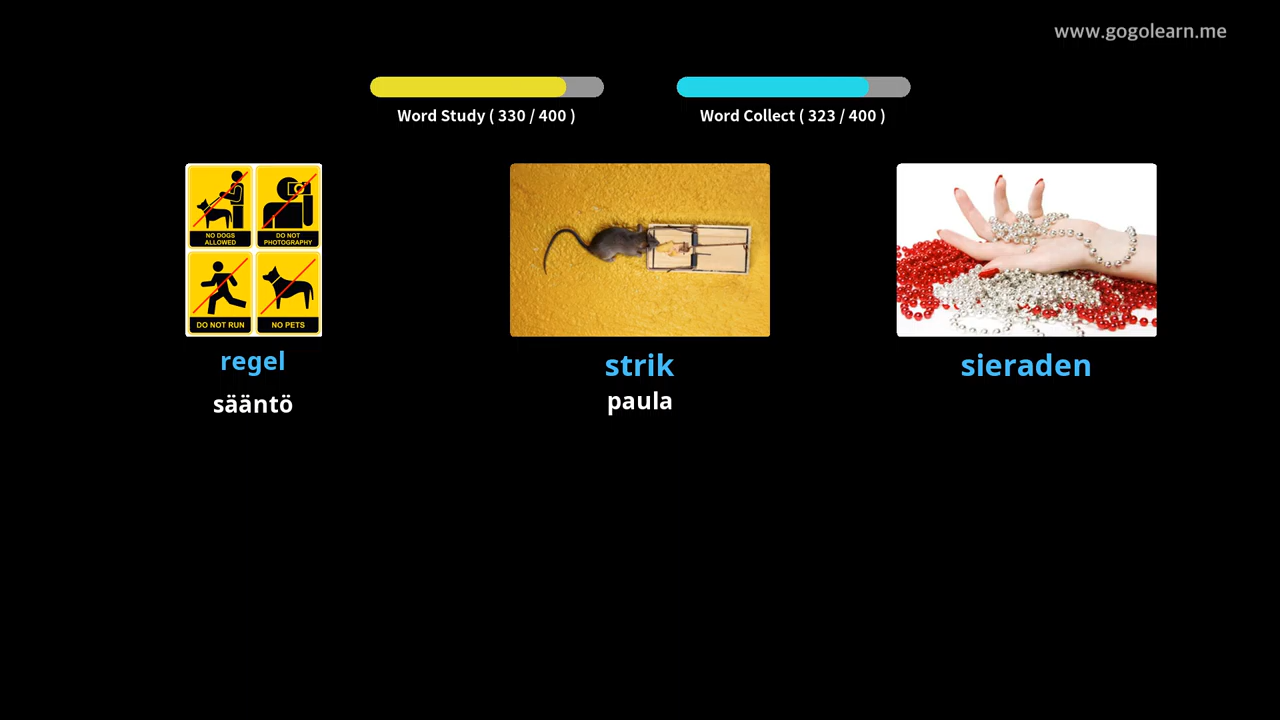 www.gogolearn.me
Word Study ( 330 / 400 )
Word Collect ( 323 / 400 )
NO DOGS
ALLOWED
DO NOT
PHOTOGRAPHY
DO NOT RUN
NO PETS
regel
strik
sieraden
sääntö
paula